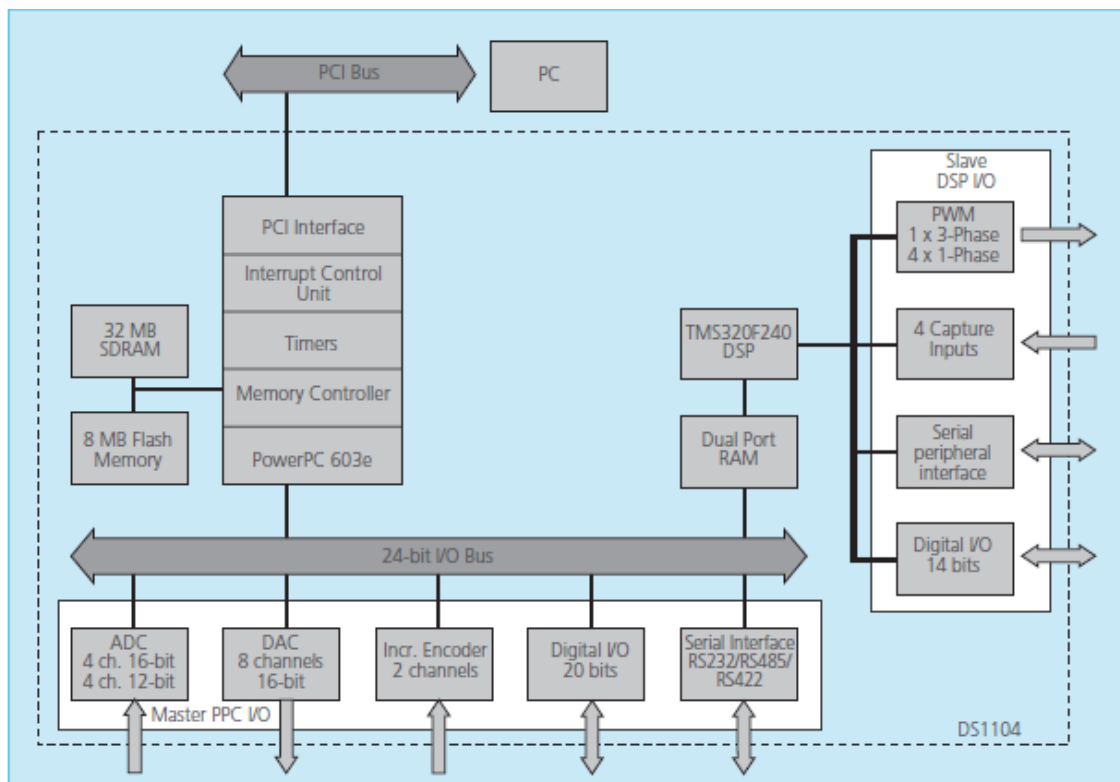 PCI Bus
PC
PCI Interface
Interrupt Control
Unit
Timers
Memory Controller
PowerPC 603e
32 MB
SDRAM
8 MB Flash
Memory
TMS320F240
DSP
Dual Port
RAM
Slave
DSP I/O
PWM
1 x 3-Phase
4 x 1-Phase
4 Capture
Inputs
Serial
peripheral
interface
Digital I/O
14 bits
24-bit I/O Bus
ADC
4 ch. 16-bit
4 ch. 12-bit
DAC
8 channels
16-bit
Incr. Encoder
2 channels
Digital I/O
20 bits
Serial Interface
RS232/RS485/
RS422
Master PPC I/O
DS1104